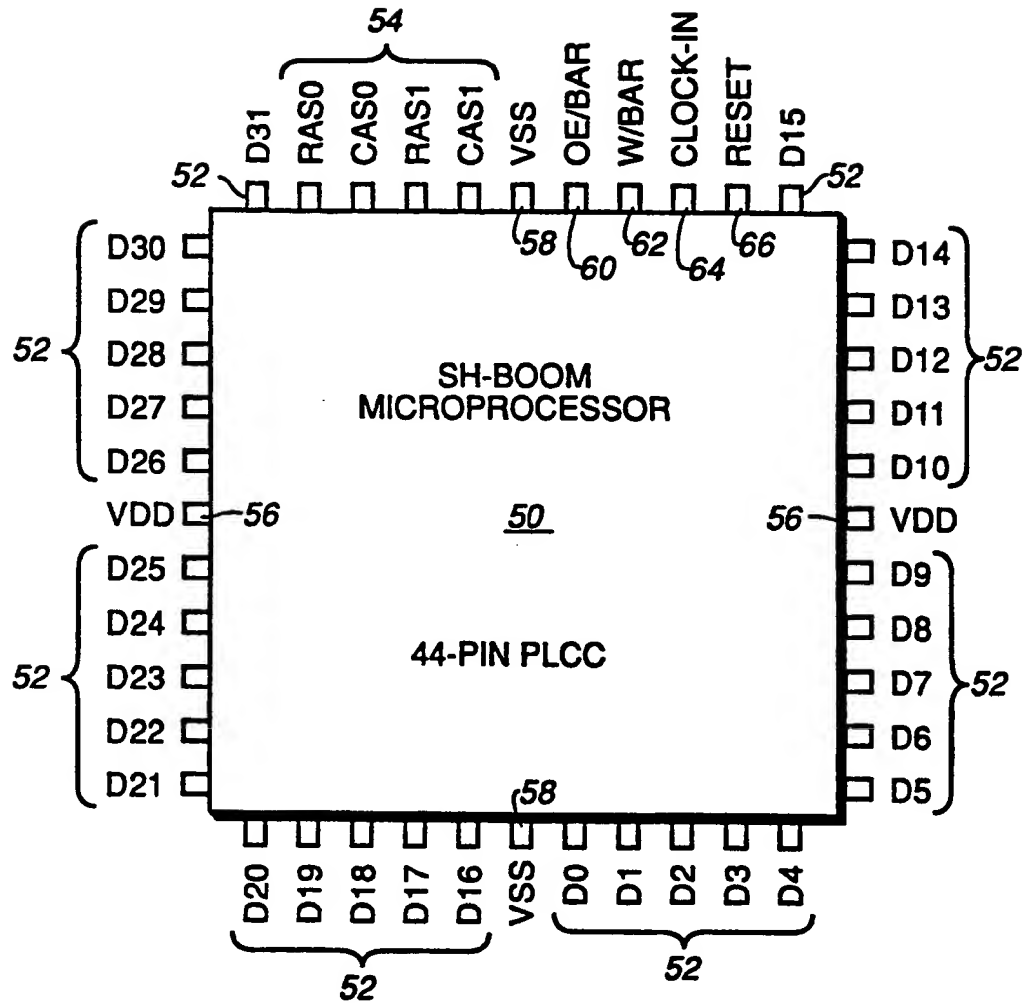 54
D31
RAS0
CAS0
RAS1
CAS1
VSS
OE/BAR
W/BAR
CLOCK-IN
RESET
D15
52
52
58
60
62
64
66
D30
D29
D28
D27
D26
52
VDD
56
D25
D24
D23
D22
D21
52
SH-BOOM
MICROPROCESSOR
50
44-PIN PLCC
D14
D13
D12
D11
D10
52
56
VDD
D9
D8
D7
D6
D5
52
58
D20
D19
D18
D17
D16
VSS
D0
D1
D2
D3
D4
52
52